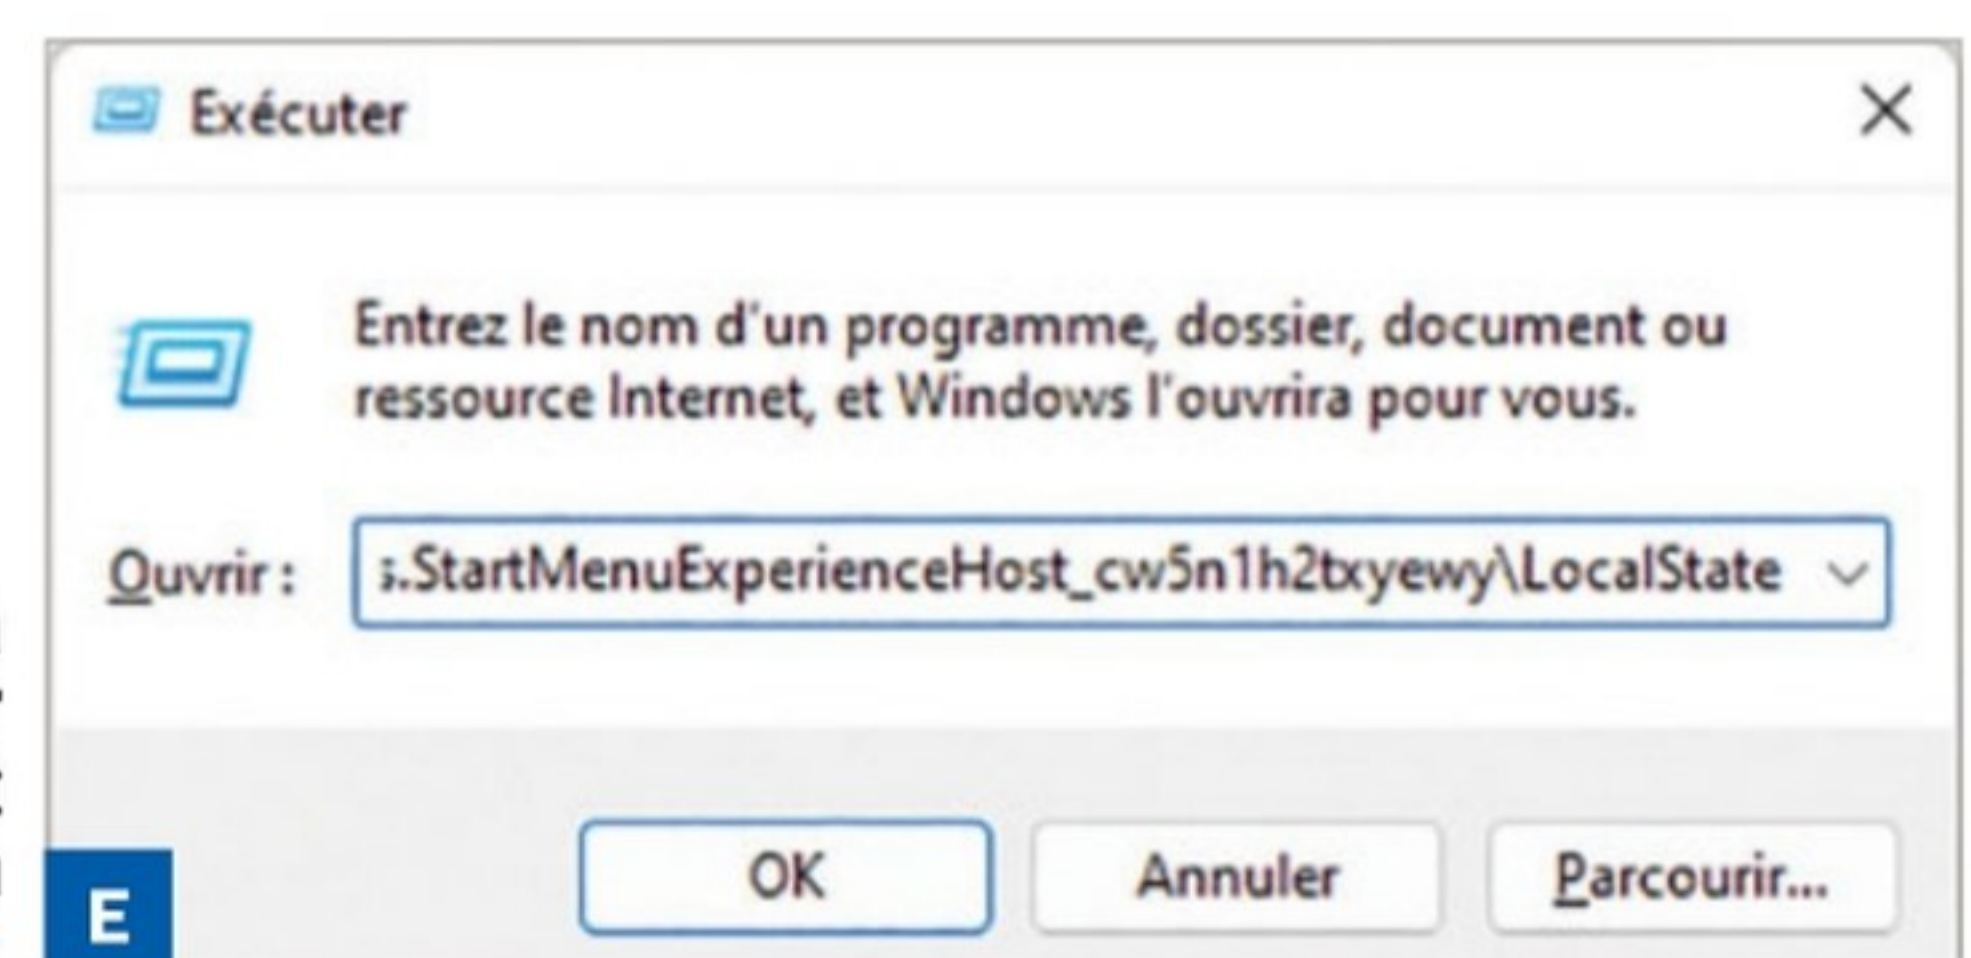 Exécuter
Entrez le nom d'un programme, dossier, document ou
ressource Internet, et Windows l'ouvrira pour vous.
Ouvrir : .StartMenuExperienceHost_cw5n1h2txyewy\LocalState
OK Annuler Parcourir...
E